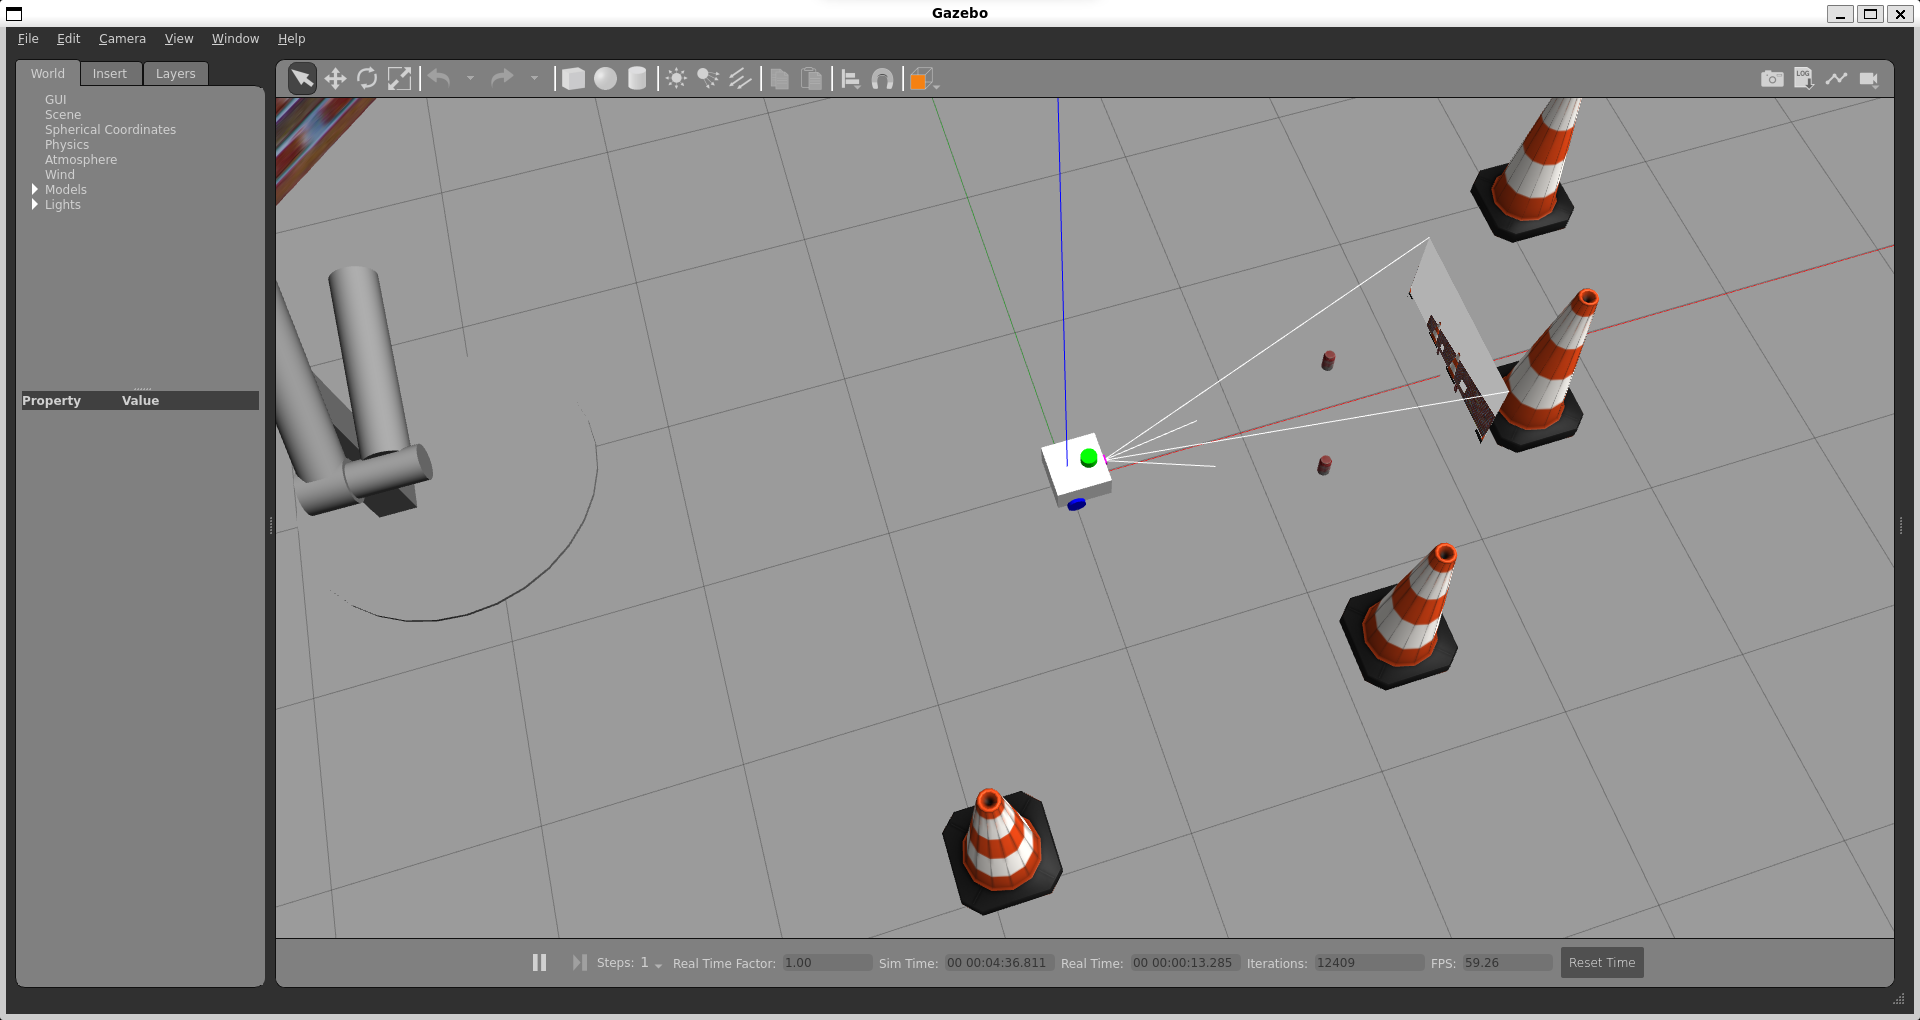 Gazebo
File Edit Camera View Window Help
World Insert Layers
GUI
Scene
Spherical Coordinates
Physics
Atmosphere
Wind
Models
Lights
Property Value
LOG
Steps: 1 Real Time Factor: 1.00 Sim Time: 00 00:04:36.811 Real Time: 00 00:00:13.285 Iterations: 12409 FPS: 59.26 Reset Time